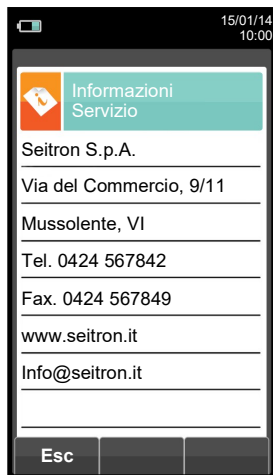 15/01/14
10:00
Informazioni
Servizio
Seitron S.p.A.
Via del Commercio, 9/11
Mussolente, VI
Tel. 0424 567842
Fax. 0424 567849
www.seitron.it
Info@seitron.it
Esc